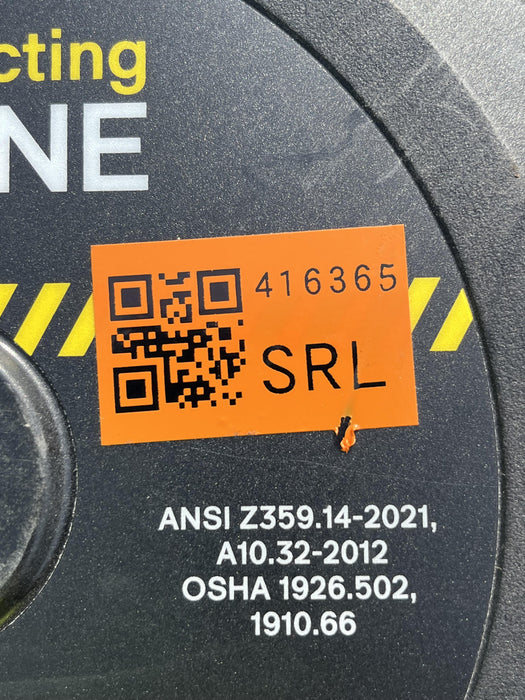 cting
NE
416365
SRL
ANSI Z359.14-2021,
A10.32-2012
OSHA 1926.502,
1910.66